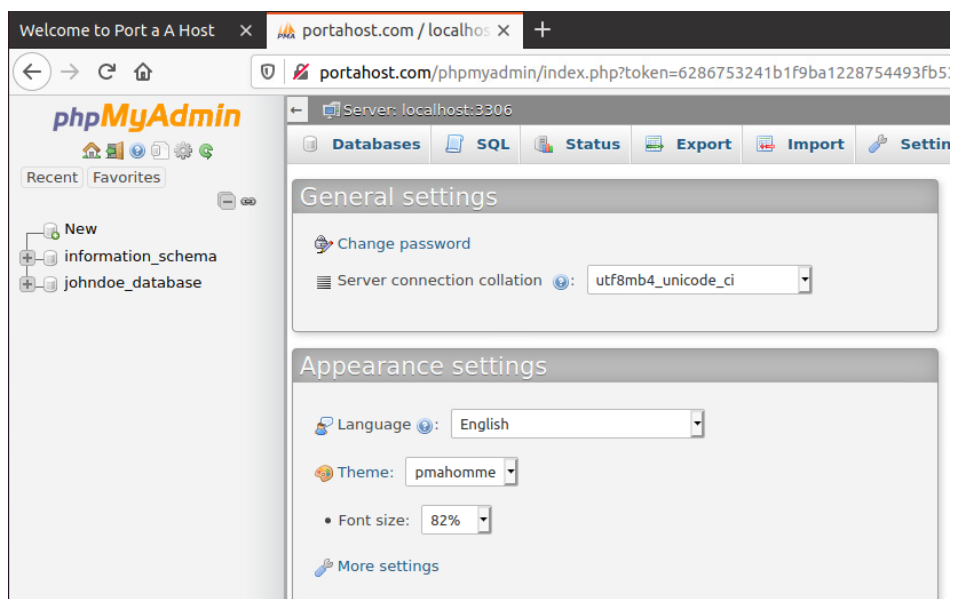 Welcome to Port a A Host
portahost.com / localhos
portahost.com/phpmyadmin/index.php?token=6286753241b1f9ba1228754493fb5
phpMyAdmin
Recent Favorites
New
information_schema
johndoe_database
Server: localhost:3306
Databases SQL Status Export Import Settin
General settings
Change password
Server connection collation : utf8mb4_unicode_ci
Appearance settings
Language : English
Theme: pmahomme
• Font size: 82%
More settings